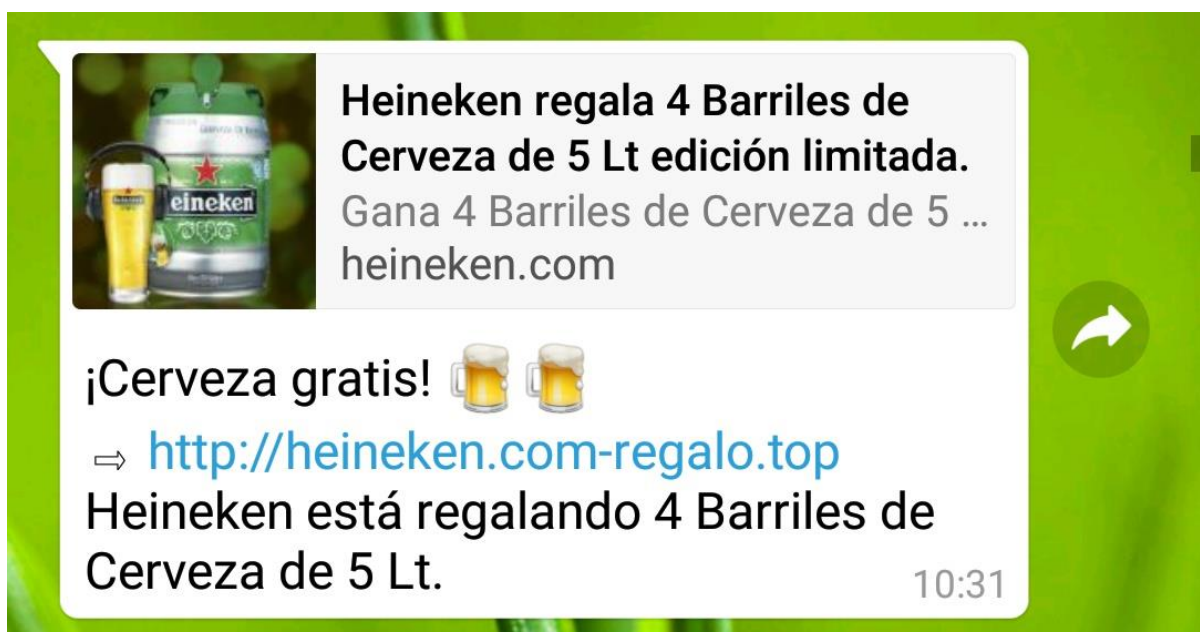 Heineken regala 4 Barriles de
Cerveza de 5 Lt edición limitada.
Gana 4 Barriles de Cerveza de 5 ...
heineken.com
eineken
¡Cerveza gratis! 🍺🍺
⇨ http://heineken.com-regalo.top
Heineken está regalando 4 Barriles de
Cerveza de 5 Lt.
10:31